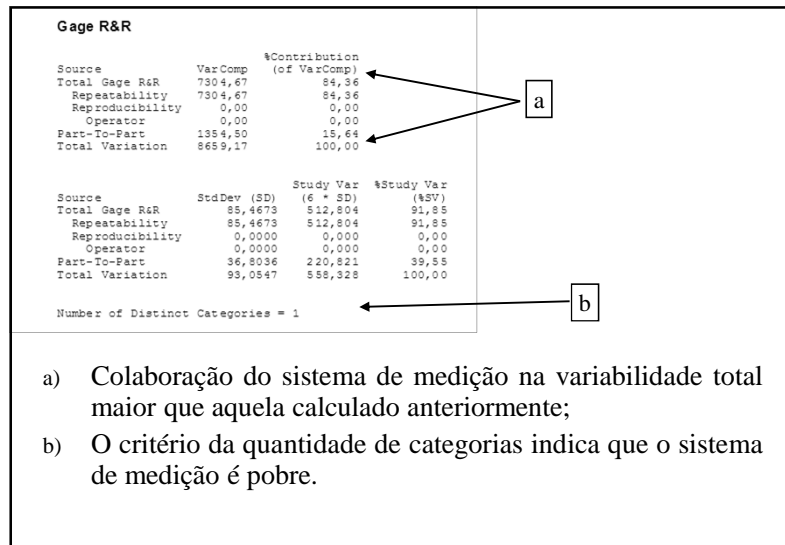 Gage R&R
%Contribution
Source VarComp (of VarComp)
Total Gage R&R 7304,67 84,36
Repeatability 7304,67 84,36
Reproducibility 0,00 0,00
Operator 0,00 0,00
Part-To-Part 1354,50 15,64
Total Variation 8659,17 100,00
a
Study Var %Study Var
Source StdDev (SD) (6 * SD) (%SV)
Total Gage R&R 85,4673 512,804 91,85
Repeatability 85,4673 512,804 91,85
Reproducibility 0,0000 0,000 0,00
Operator 0,0000 0,000 0,00
Part-To-Part 36,8036 220,821 39,55
Total Variation 93,0547 558,328 100,00
b
Number of Distinct Categories = 1
a) Colaboração do sistema de medição na variabilidade total
maior que aquela calculado anteriormente;
b) O critério da quantidade de categorias indica que o sistema
de medição é pobre.